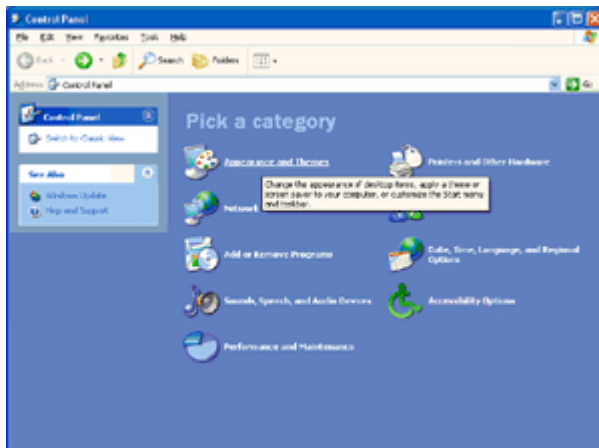 Control Panel
File Edit View Favorites Tools Help
Back Search Folders
Address Control Panel Go
Control Panel
Switch to Classic View
See Also
Windows Update
Help and Support
Pick a category
Appearance and Themes
Printers and Other Hardware
Change the appearance of desktop items, apply a theme or
screen saver to your computer, or customize the Start menu
and taskbar.
Network
Add or Remove Programs
Date, Time, Language, and Regional
Options
Sounds, Speech, and Audio Devices
Accessibility Options
Performance and Maintenance